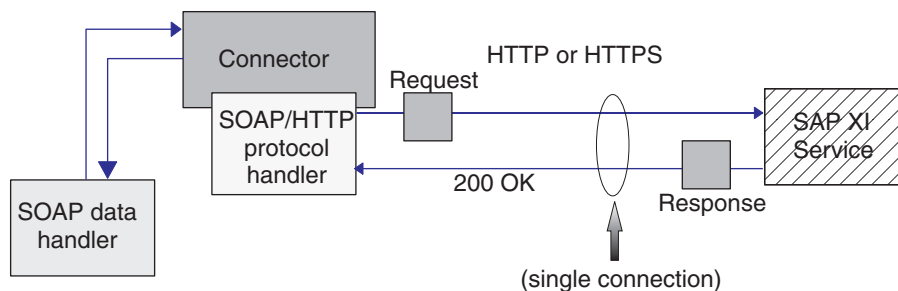 HTTP or HTTPS
Connector
Request
SOAP/HTTP
protocol
handler
SAP XI
Service
200 OK
Response
SOAP data
handler
(single connection)